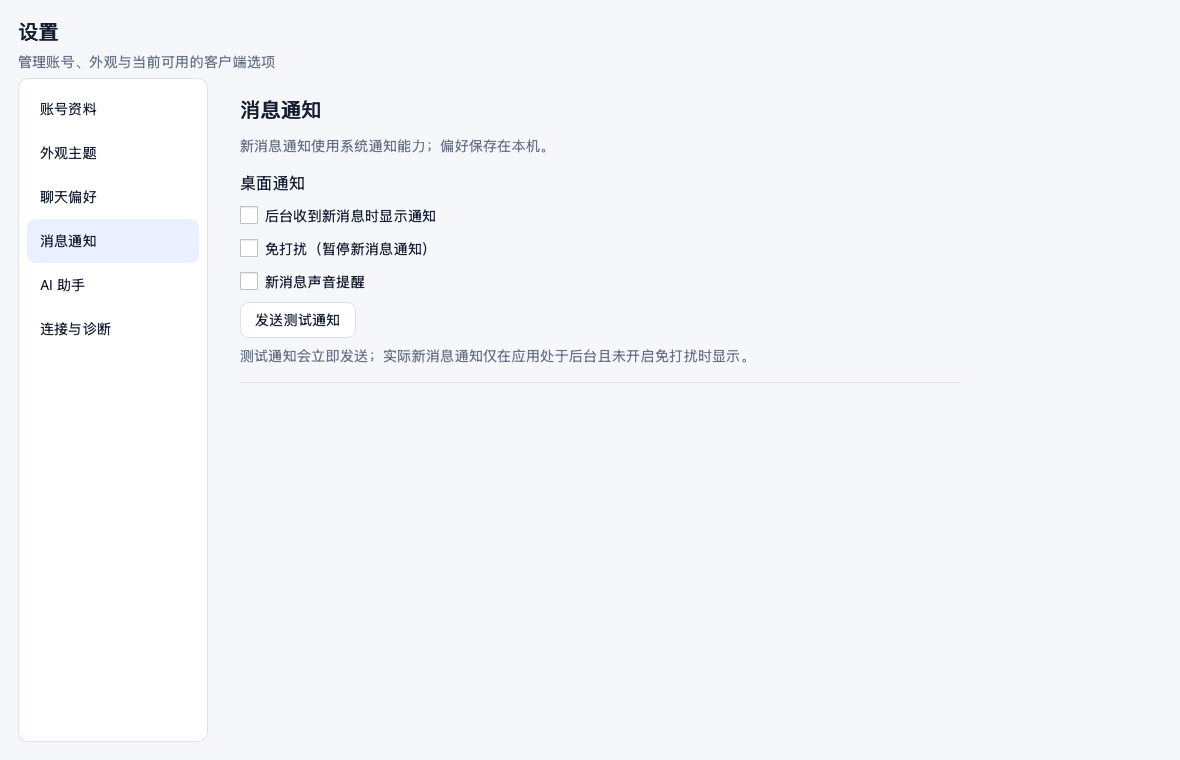 设置
管理账号、外观与当前可用的客户端选项
账号资料
外观主题
聊天偏好
消息通知
AI 助手
连接与诊断
消息通知
新消息通知使用系统通知能力；偏好保存在本机。
桌面通知
后台收到新消息时显示通知
免打扰（暂停新消息通知）
新消息声音提醒
发送测试通知
测试通知会立即发送；实际新消息通知仅在应用处于后台且未开启免打扰时显示。